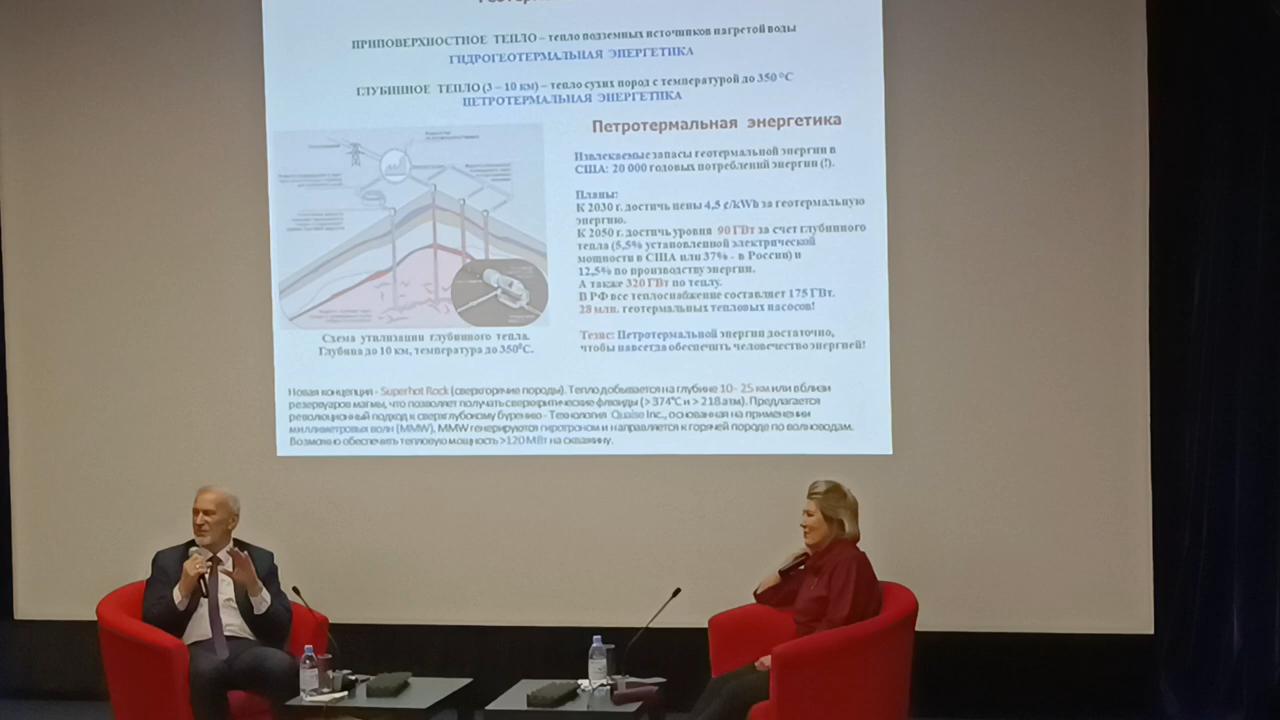 ПРИПОВЕРХНОСТНОЕ ТЕПЛО – тепло подземных источников нагретой воды
ГИДРОГЕОТЕРМАЛЬНАЯ ЭНЕРГЕТИКА
ГЛУБИННОЕ ТЕПЛО (3 – 10 км) – тепло сухих пород с температурой до 350 °С
ПЕТРОТЕРМАЛЬНАЯ ЭНЕРГЕТИКА
Петротермальная энергетика
Извлекаемые запасы геотермальной энергии в
США: 20 000 годовых потреблений энергии (!).
Планы:
К 2030 г. достичь цены 4,5 ¢/kWh за геотермальную
энергию.
К 2050 г. достичь уровня 90 ГВт за счет глубинного
тепла (5,5% установленной электрической
мощности в США или 37% - в России) и
12,5% по производству энергии.
А также 320 ГВт по теплу.
В РФ все теплоснабжение составляет 175 ГВт.
28 млн. геотермальных тепловых насосов!
Тезис: Петротермальной энергии достаточно,
чтобы навсегда обеспечить человечество энергией!
Схема утилизации глубинного тепла.
Глубина до 10 км, температура до 350⁰С.
Новая концепция - Superhot Rock (сверхгорячие породы). Тепло добывается на глубине 10 - 25 км или вблизи
резервуаров магмы, что позволяет получать сверхкритические флюиды (> 374°С и > 218 атм). Предлагается
революционный подход к сверхглубокому бурению - Технология Quaise Inc., основанная на применении
миллиметровых волн (MMW). MMW генерируются гиротроном и направляется к горячей породе по волноводам.
Возможно обеспечить тепловую мощность >120 МВт на скважину.